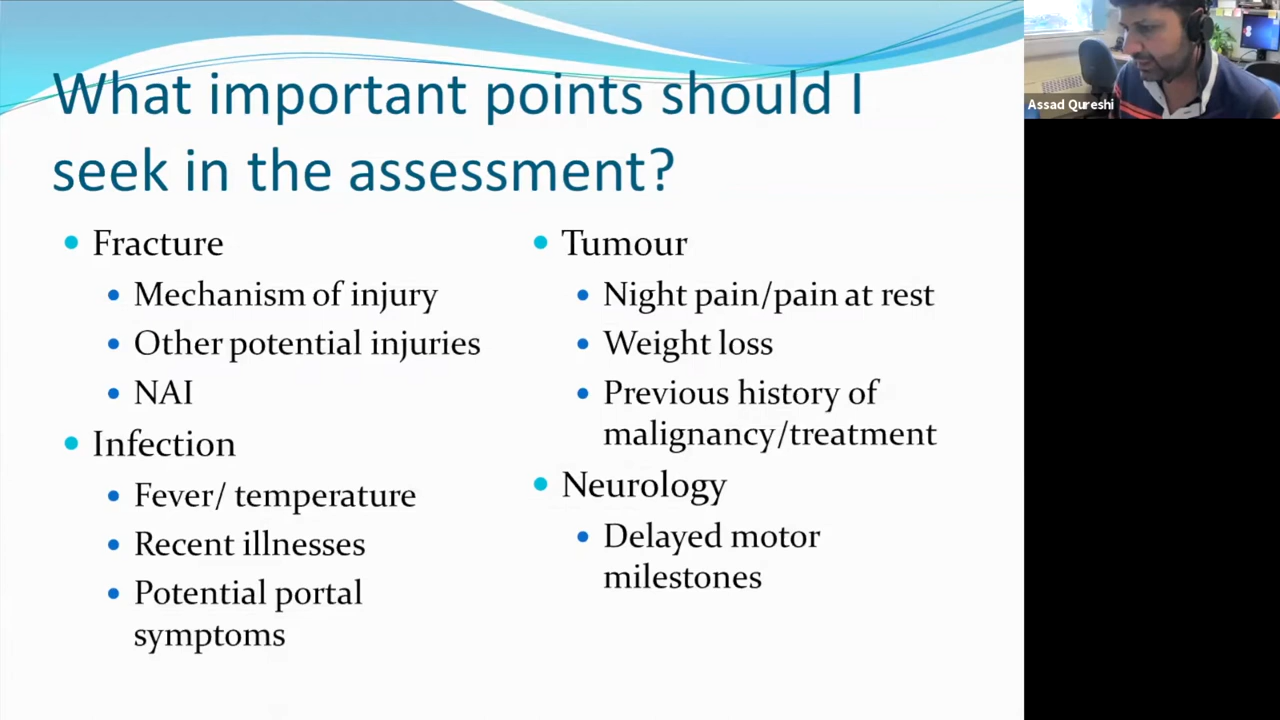 What important points should I
seek in the assessment?
Fracture
Mechanism of injury
Other potential injuries
NAI
Infection
Fever/ temperature
Recent illnesses
Potential portal
symptoms
Tumour
Night pain/pain at rest
Weight loss
Previous history of
malignancy/treatment
Neurology
Delayed motor
milestones
Assad Qureshi